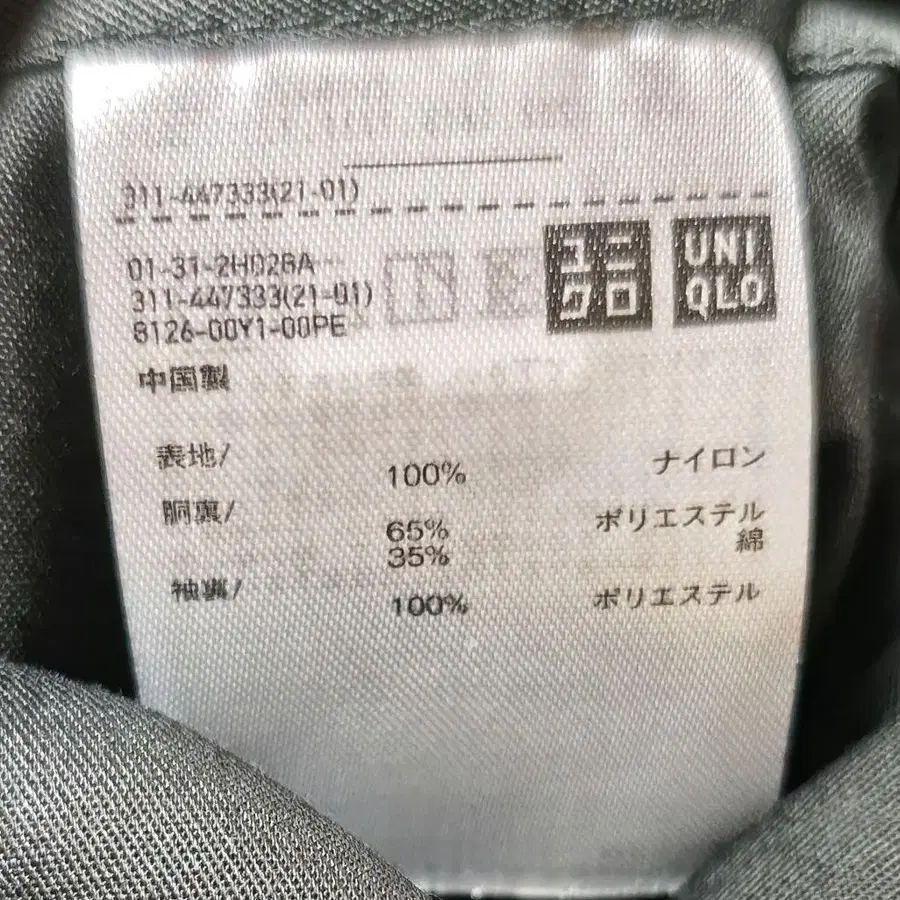 311-447333(21-01)
01-31-2H028A
311-447333(21-01)
8126-00Y1-00PE
ユニ
クロ
UNI
QLO
中国製
表地/ 100% ナイロン
胴裏/ 65% ポリエステル
35% 綿
袖裏/ 100% ポリエステル